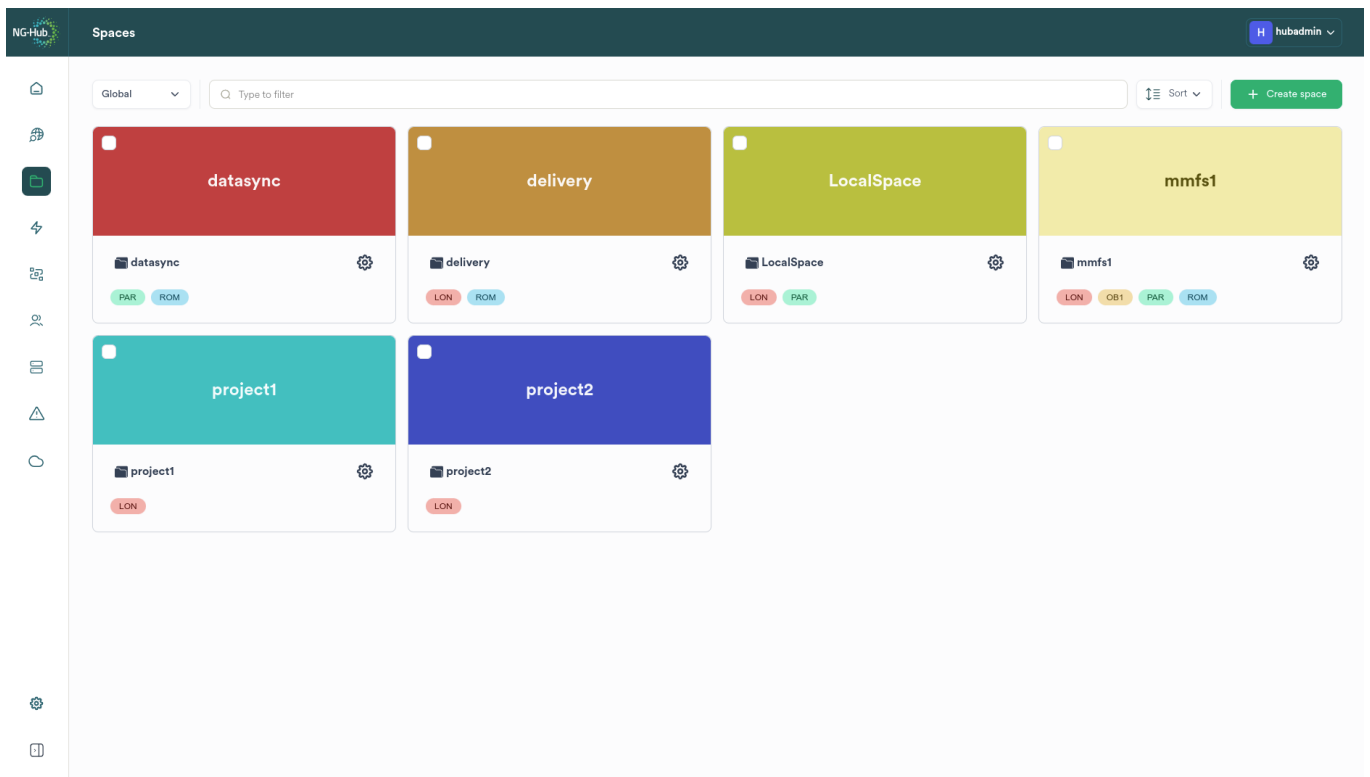 NG-Hub
Spaces
H hubadmin
Global
Type to filter
Sort
+ Create space
datasync
delivery
LocalSpace
mmfs1
datasync
delivery
LocalSpace
mmfs1
PAR ROM
LON ROM
LON PAR
LON OB1 PAR ROM
project1
project2
project1
project2
LON
LON